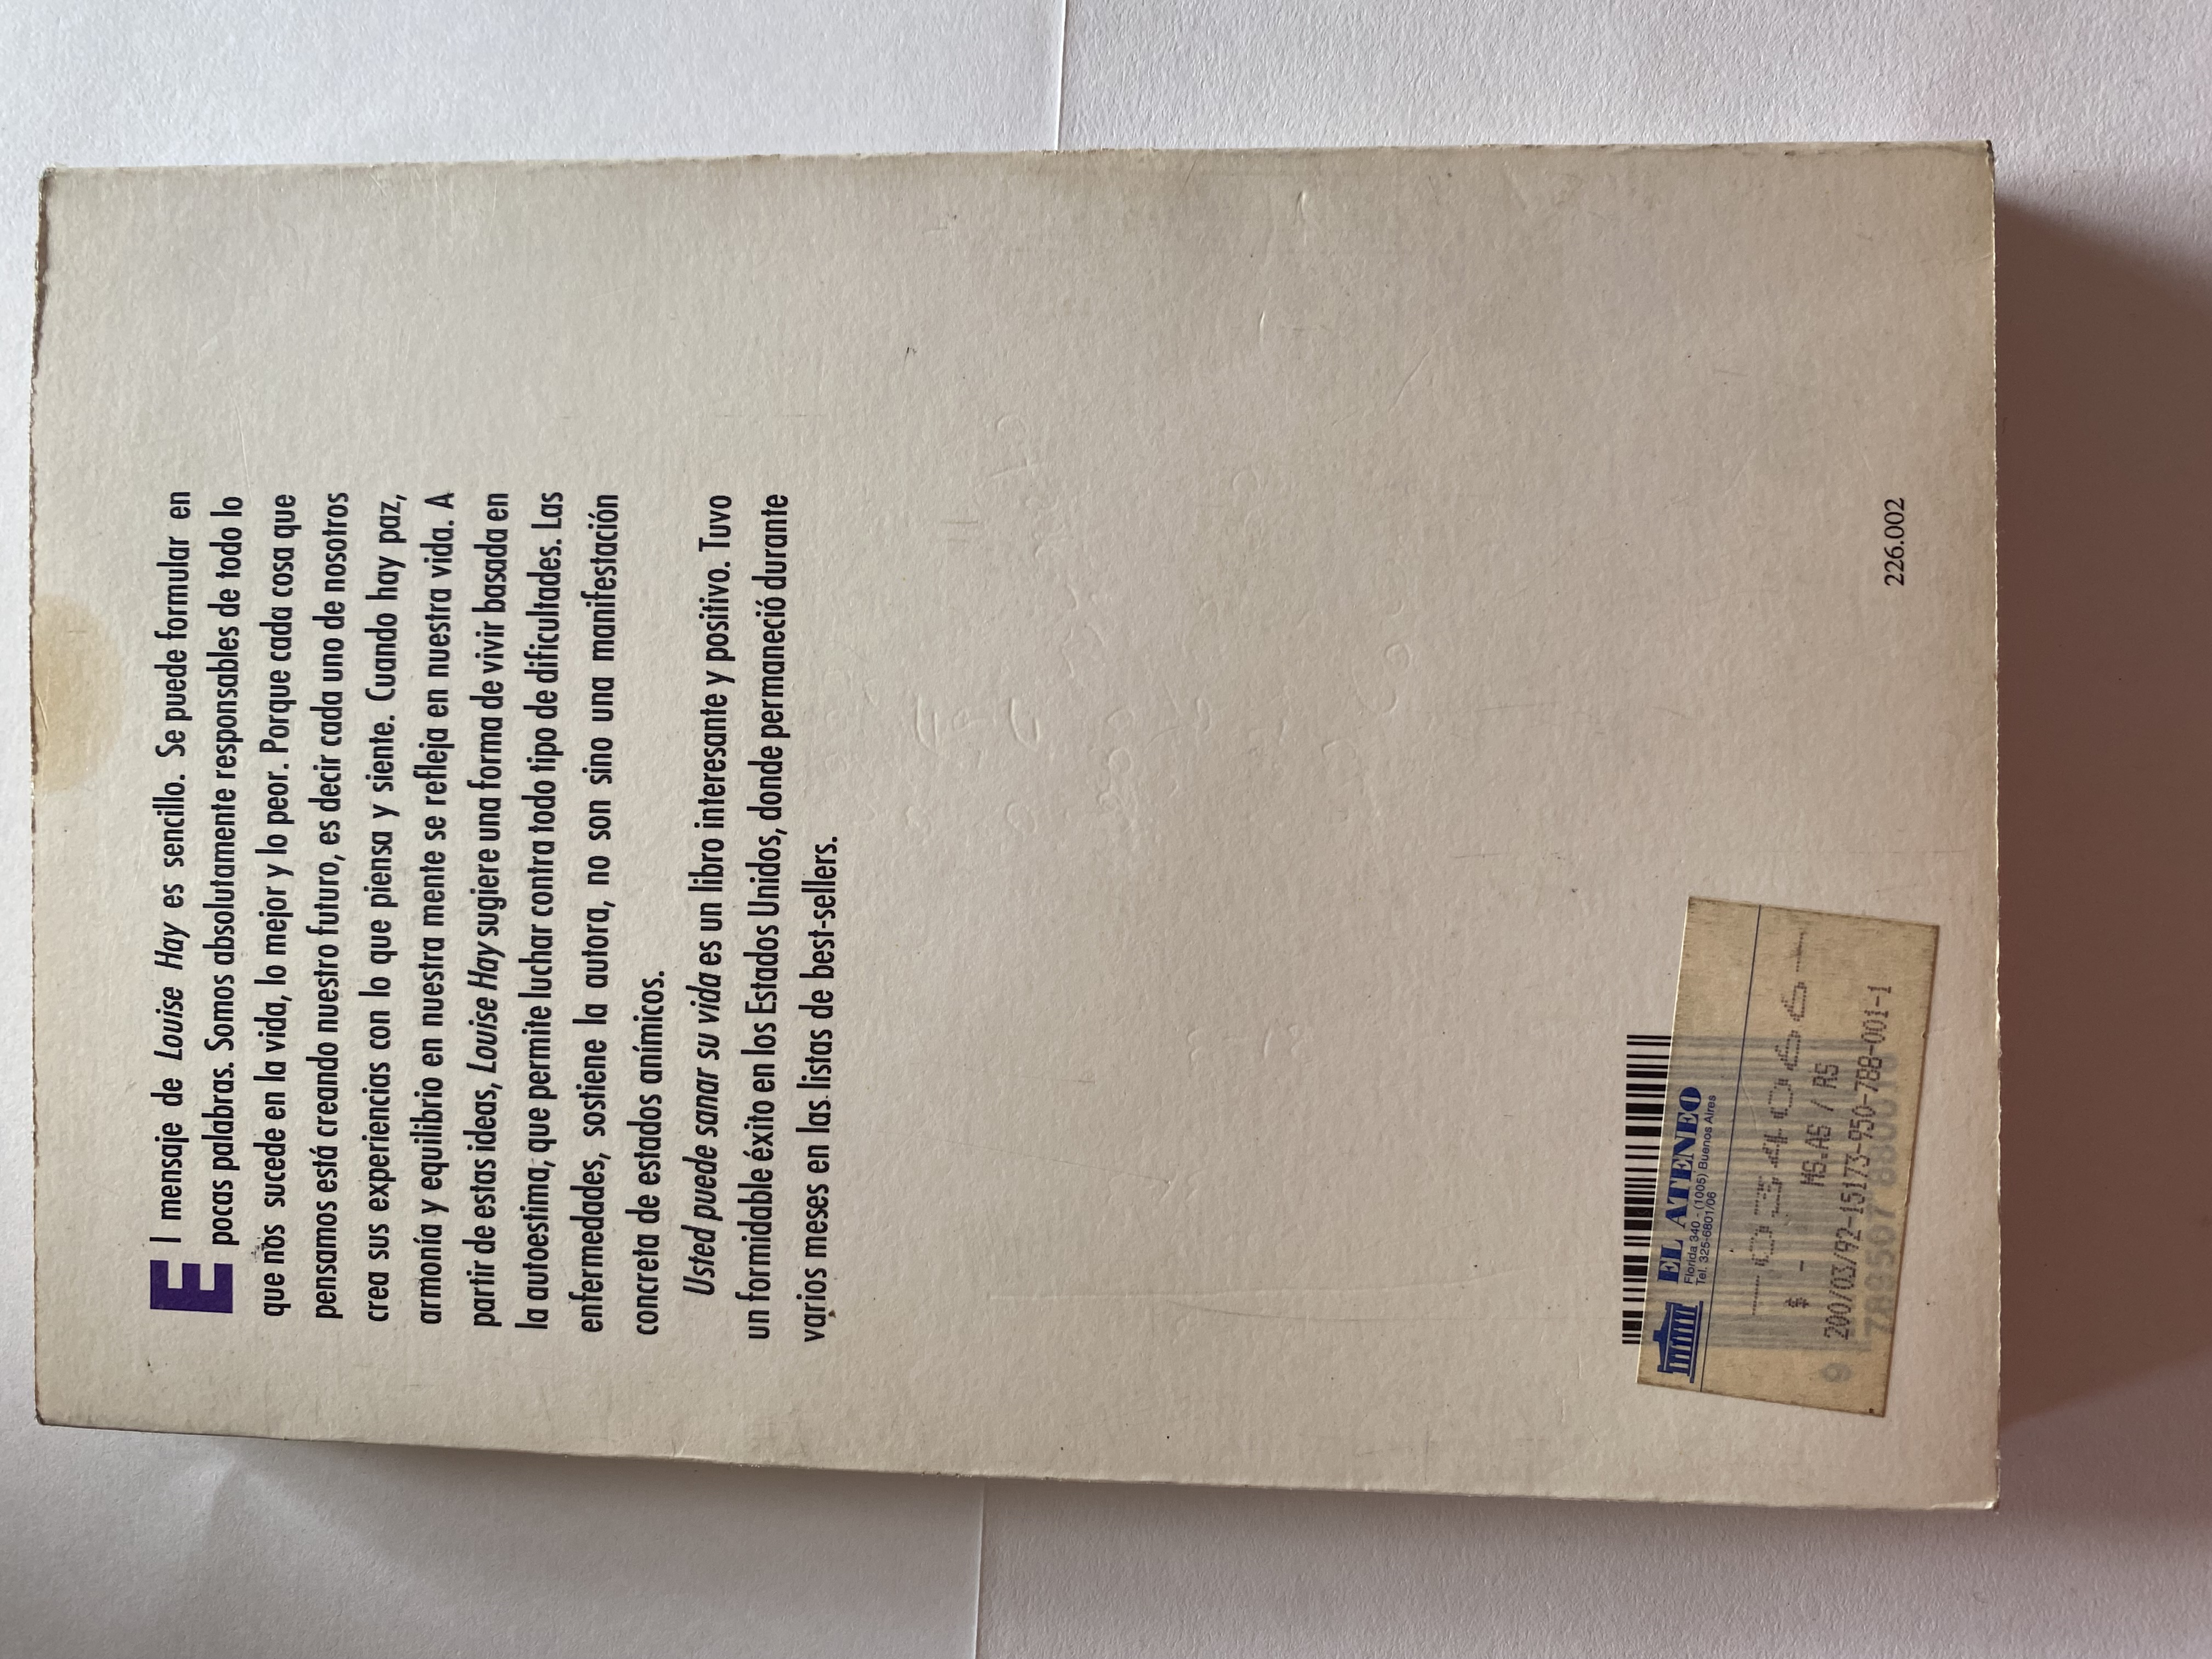 El mensaje de Louise Hay es sencillo. Se puede formular en
pocas palabras. Somos absolutamente responsables de todo lo
que nos sucede en la vida, lo mejor y lo peor. Porque cada cosa que
pensamos está creando nuestro futuro, es decir cada uno de nosotros
crea sus experiencias con lo que piensa y siente. Cuando hay paz,
armonía y equilibrio en nuestra mente se refleja en nuestra vida. A
partir de estas ideas, Louise Hay sugiere una forma de vivir basada en
la autoestima, que permite luchar contra todo tipo de dificultades. Las
enfermedades, sostiene la autora, no son sino una manifestación
concreta de estados anímicos.
Usted puede sanar su vida es un libro interesante y positivo. Tuvo
un formidable éxito en los Estados Unidos, donde permaneció durante
varios meses en las listas de best-sellers.
EL ATENEO
Florida 340 - (1005) Buenos Aires
Tel. 325-6801/06
-034066-
$ - MS.AS / RS
200/03/92-15173-950-788-001-1
226.002